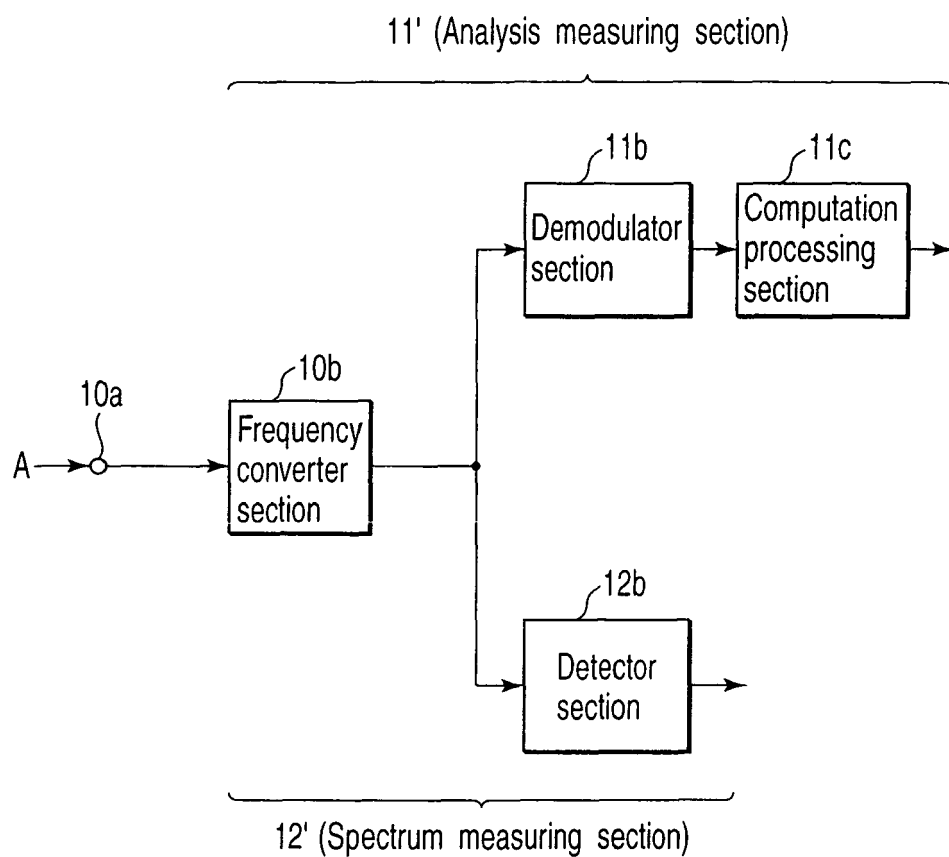 11' (Analysis measuring section)
11b
11c
Demodulator
section
Computation
processing
section
10a
10b
A
Frequency
converter
section
12b
Detector
section
12' (Spectrum measuring section)